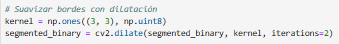 # Suavizar bordes con dilatación
kernel = np.ones((3, 3), np.uint8)
segmented_binary = cv2.dilate(segmented_binary, kernel, iterations=2)